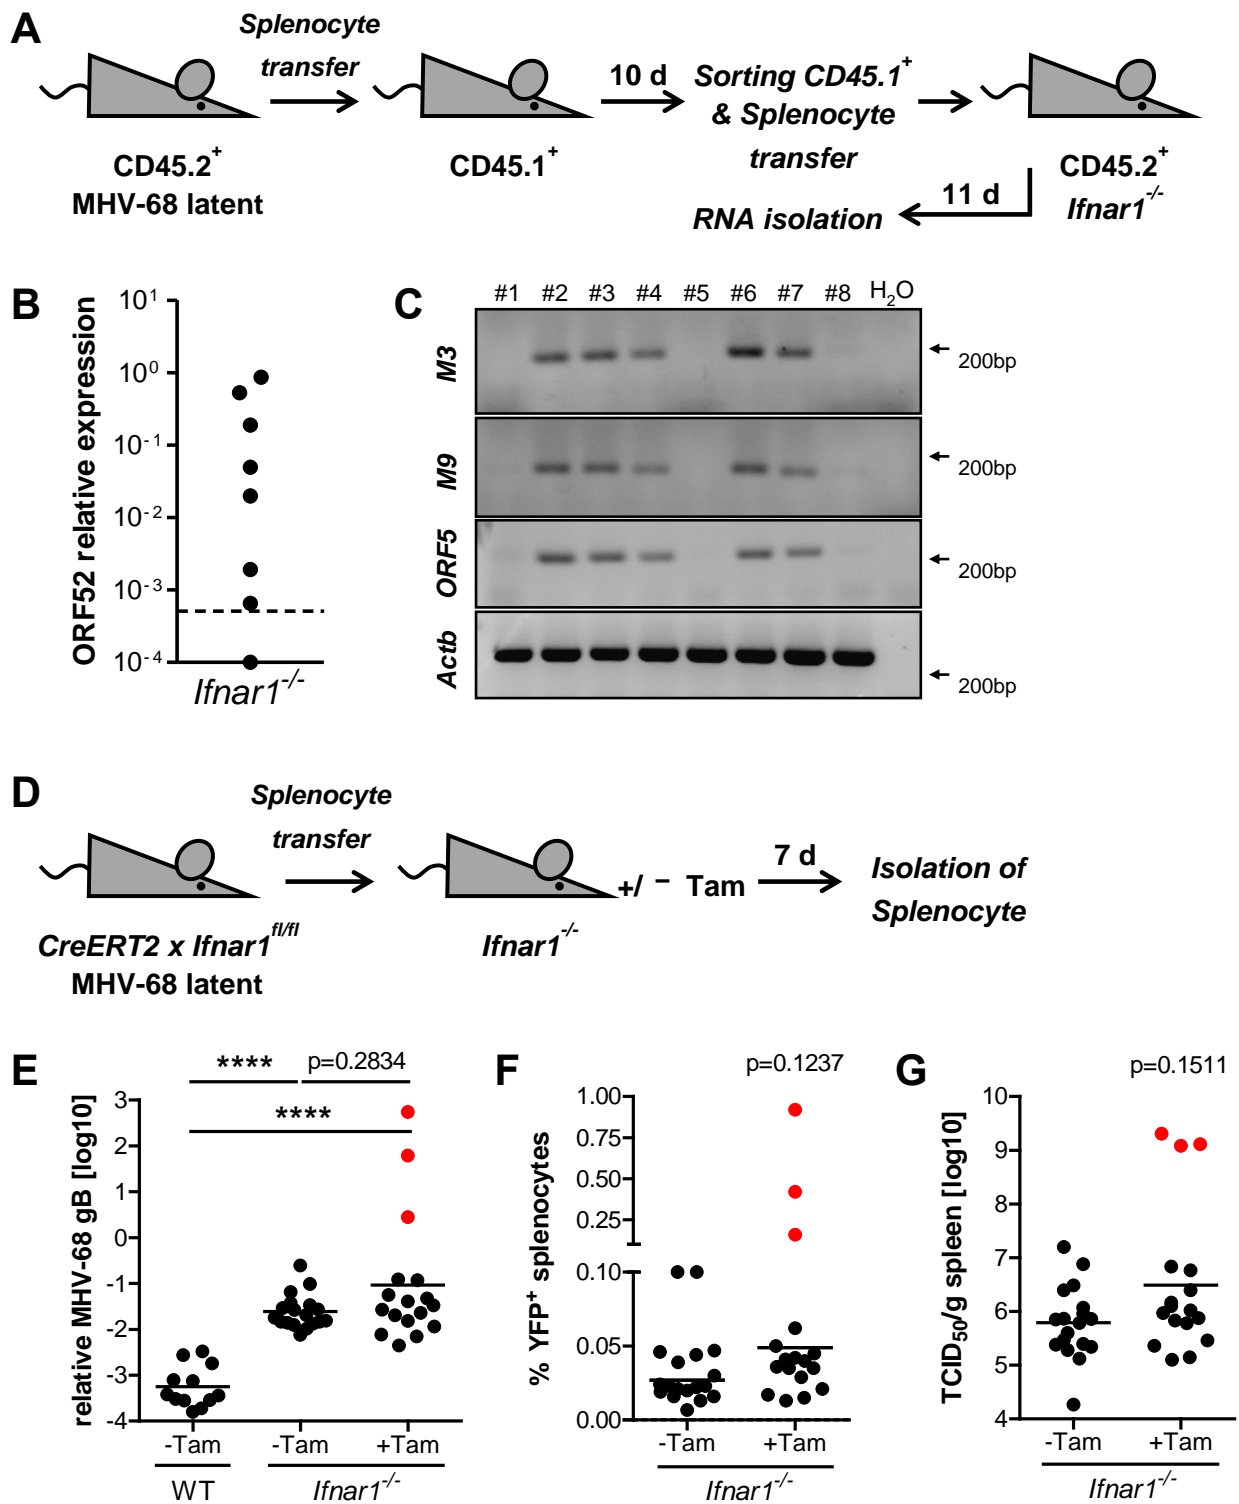 A
Splenocyte
transfer
10 d
Sorting CD45.1+
& Splenocyte
transfer
CD45.2+
MHV-68 latent
CD45.1+
CD45.2+
Ifnar1-/-
11 d
RNA isolation
B
ORF52 relative expression
10^1
10^0
10^-1
10^-2
10^-3
10^-4
Ifnar1-/-
C
#1 #2 #3 #4 #5 #6 #7 #8 H2O
M3
200bp
M9
200bp
ORF5
200bp
Actb
200bp
D
Splenocyte
transfer
+/ − Tam
7 d
Isolation of
Splenocyte
CreERT2 x Ifnar1fl/fl
MHV-68 latent
Ifnar1-/-
E
**** p=0.2834
****
relative MHV-68 gB [log10]
3
2
1
0
-1
-2
-3
-4
-Tam -Tam +Tam
WT Ifnar1-/-
F
p=0.1237
% YFP+ splenocytes
1.00
0.75
0.50
0.25
0.10
0.05
0.00
-Tam +Tam
Ifnar1-/-
G
p=0.1511
TCID50/g spleen [log10]
10
9
8
7
6
5
4
-Tam +Tam
Ifnar1-/-